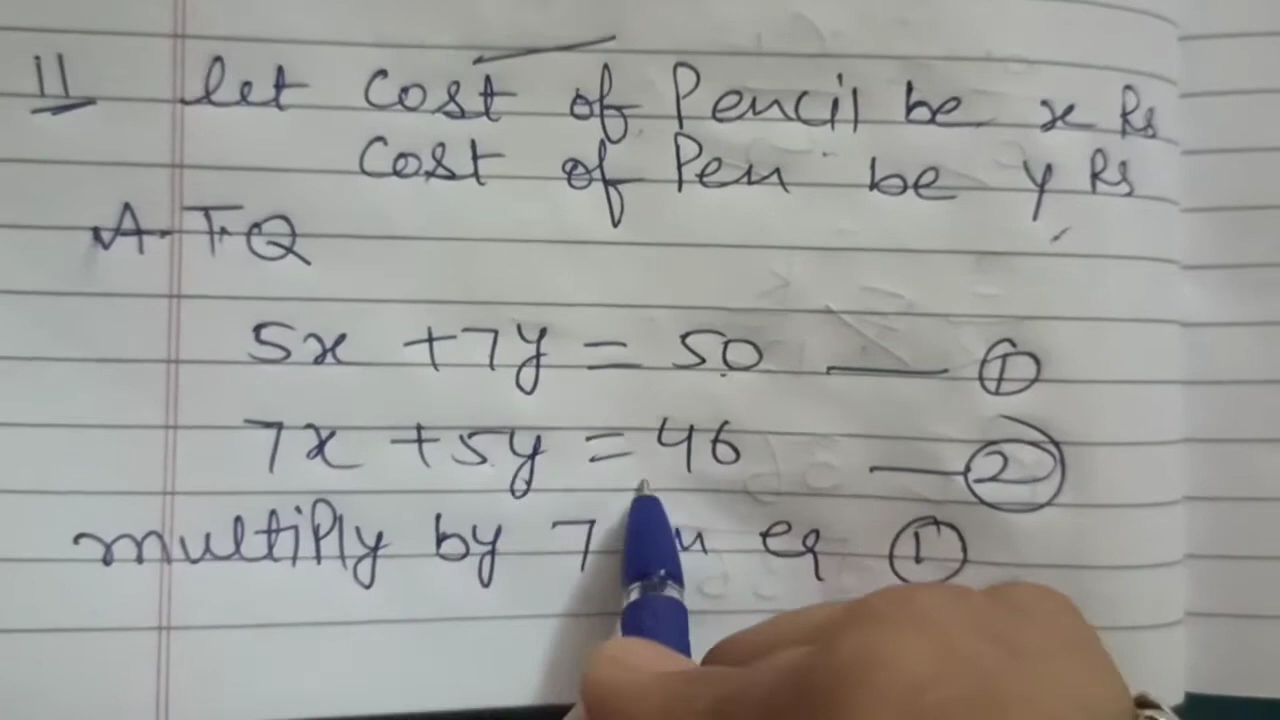 11 let cost of Pencil be x Rs
cost of Pen be y Rs
A.T.Q
5x + 7y = 50 — ①
7x + 5y = 46 — ②
multiply by 7 eq ①